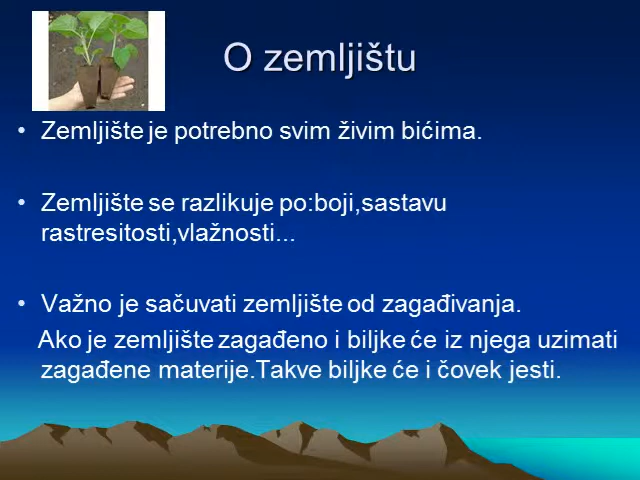 O zemljištu
• Zemljište je potrebno svim živim bićima.
• Zemljište se razlikuje po:boji,sastavu
rastresitosti,vlažnosti...
• Važno je sačuvati zemljište od zagađivanja.
Ako je zemljište zagađeno i biljke će iz njega uzimati
zagađene materije.Takve biljke će i čovek jesti.